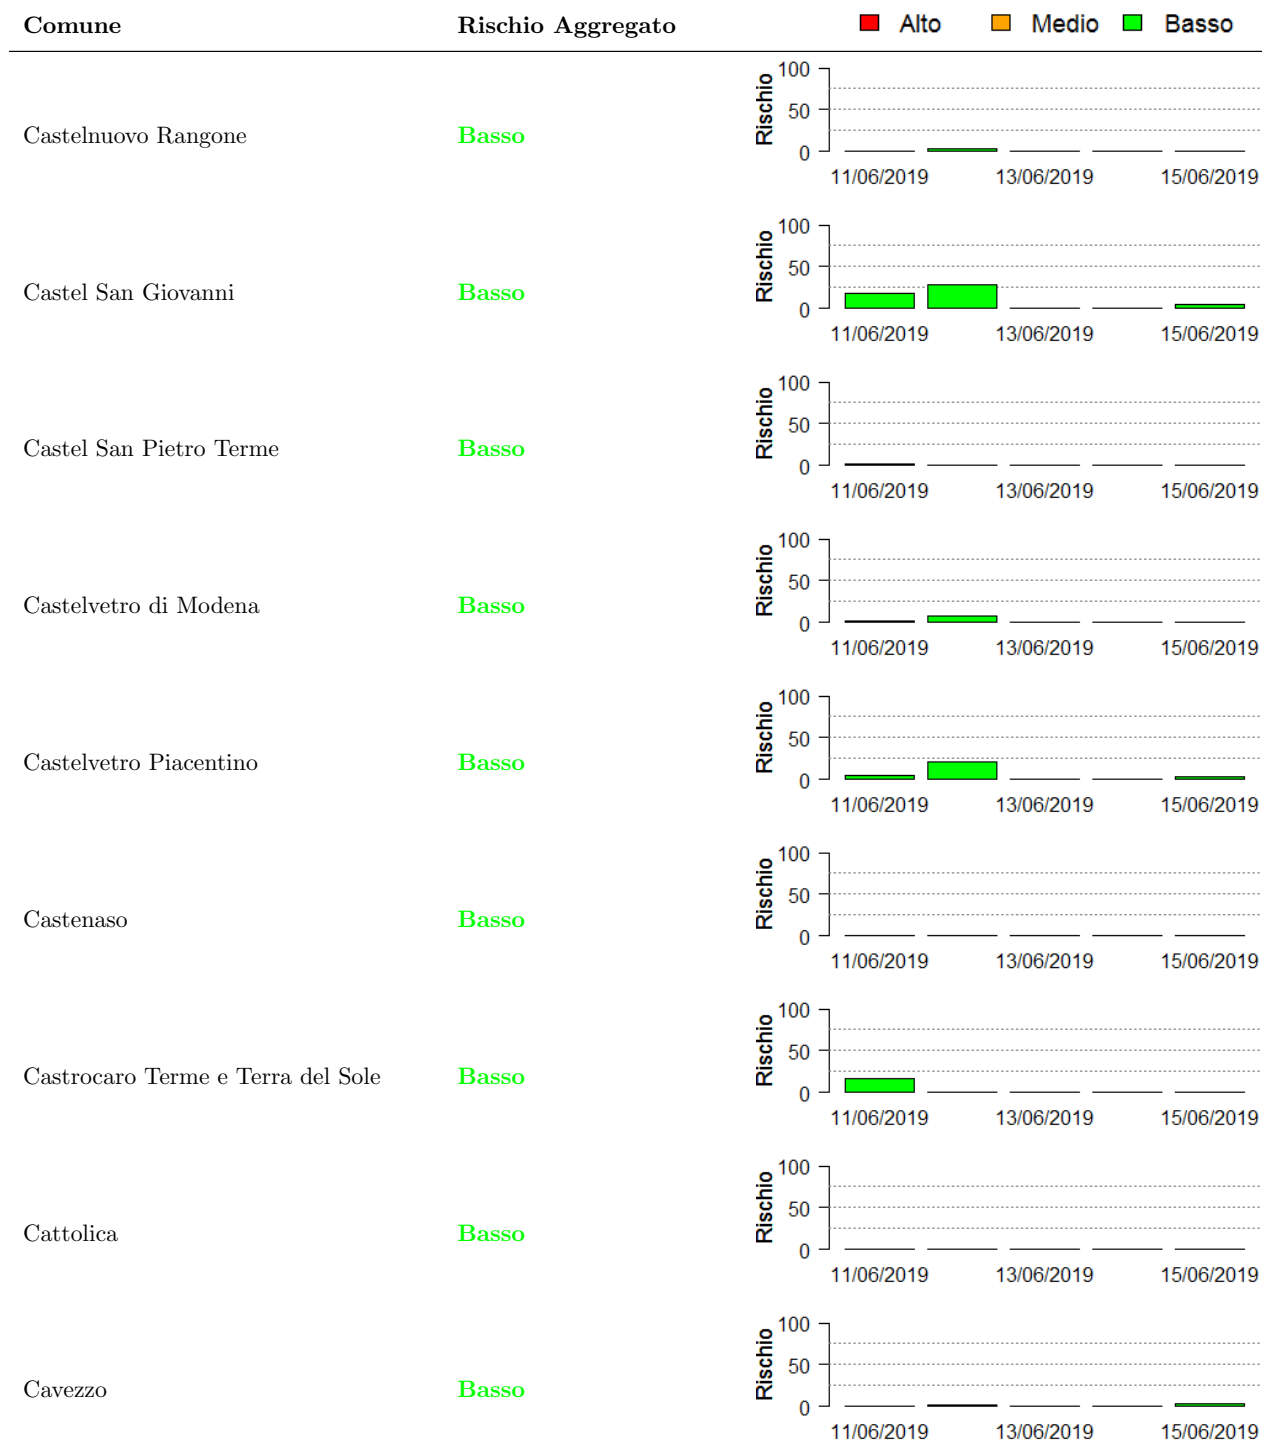 Comune Rischio Aggregato Alto Medio Basso
100
50
0
Rischio
Castelnuovo Rangone Basso
11/06/2019 13/06/2019 15/06/2019
100
50
0
Rischio
Castel San Giovanni Basso
11/06/2019 13/06/2019 15/06/2019
100
50
0
Rischio
Castel San Pietro Terme Basso
11/06/2019 13/06/2019 15/06/2019
100
50
0
Rischio
Castelvetro di Modena Basso
11/06/2019 13/06/2019 15/06/2019
100
50
0
Rischio
Castelvetro Piacentino Basso
11/06/2019 13/06/2019 15/06/2019
100
50
0
Rischio
Castenaso Basso
11/06/2019 13/06/2019 15/06/2019
100
50
0
Rischio
Castrocaro Terme e Terra del Sole Basso
11/06/2019 13/06/2019 15/06/2019
100
50
0
Rischio
Cattolica Basso
11/06/2019 13/06/2019 15/06/2019
100
50
0
Rischio
Cavezzo Basso
11/06/2019 13/06/2019 15/06/2019